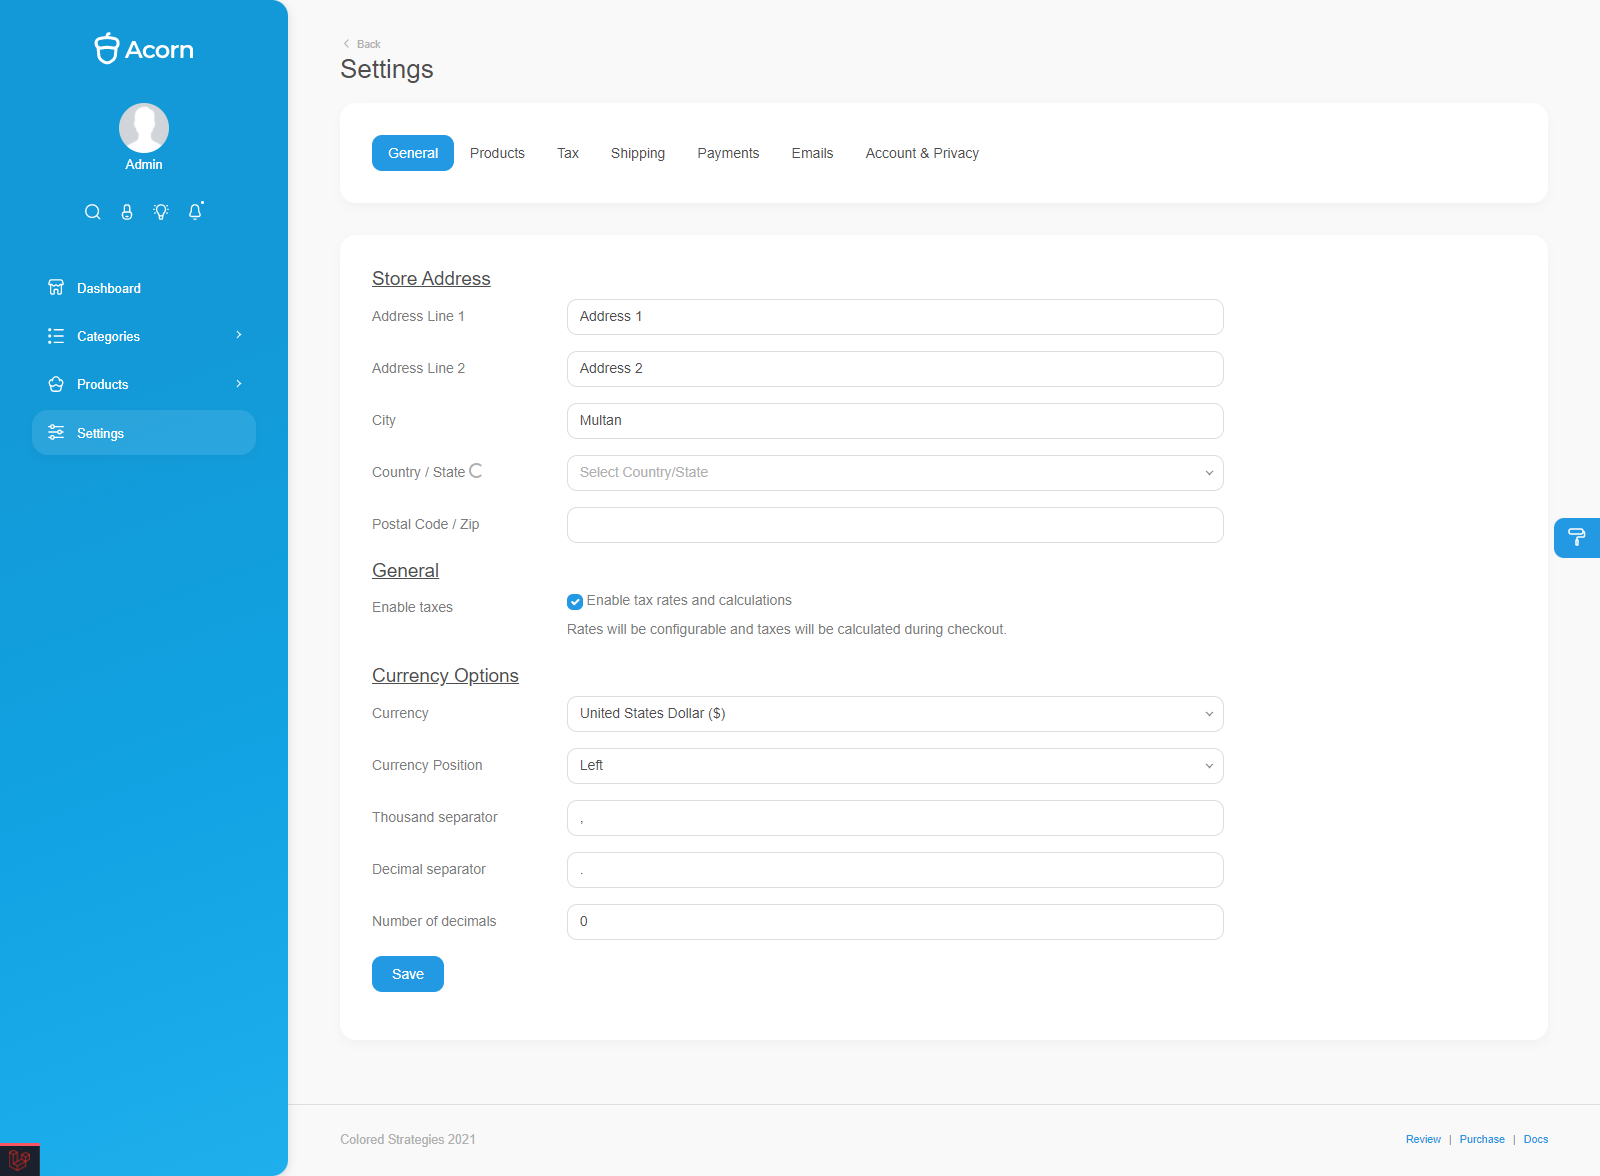 Acorn
Admin
Dashboard
Categories
Products
Settings
Back
Settings
General Products Tax Shipping Payments Emails Account & Privacy
Store Address
Address Line 1 Address 1
Address Line 2 Address 2
City Multan
Country / State Select Country/State
Postal Code / Zip
General
Enable taxes Enable tax rates and calculations
Rates will be configurable and taxes will be calculated during checkout.
Currency Options
Currency United States Dollar ($)
Currency Position Left
Thousand separator ,
Decimal separator .
Number of decimals 0
Save
Colored Strategies 2021
Review | Purchase | Docs